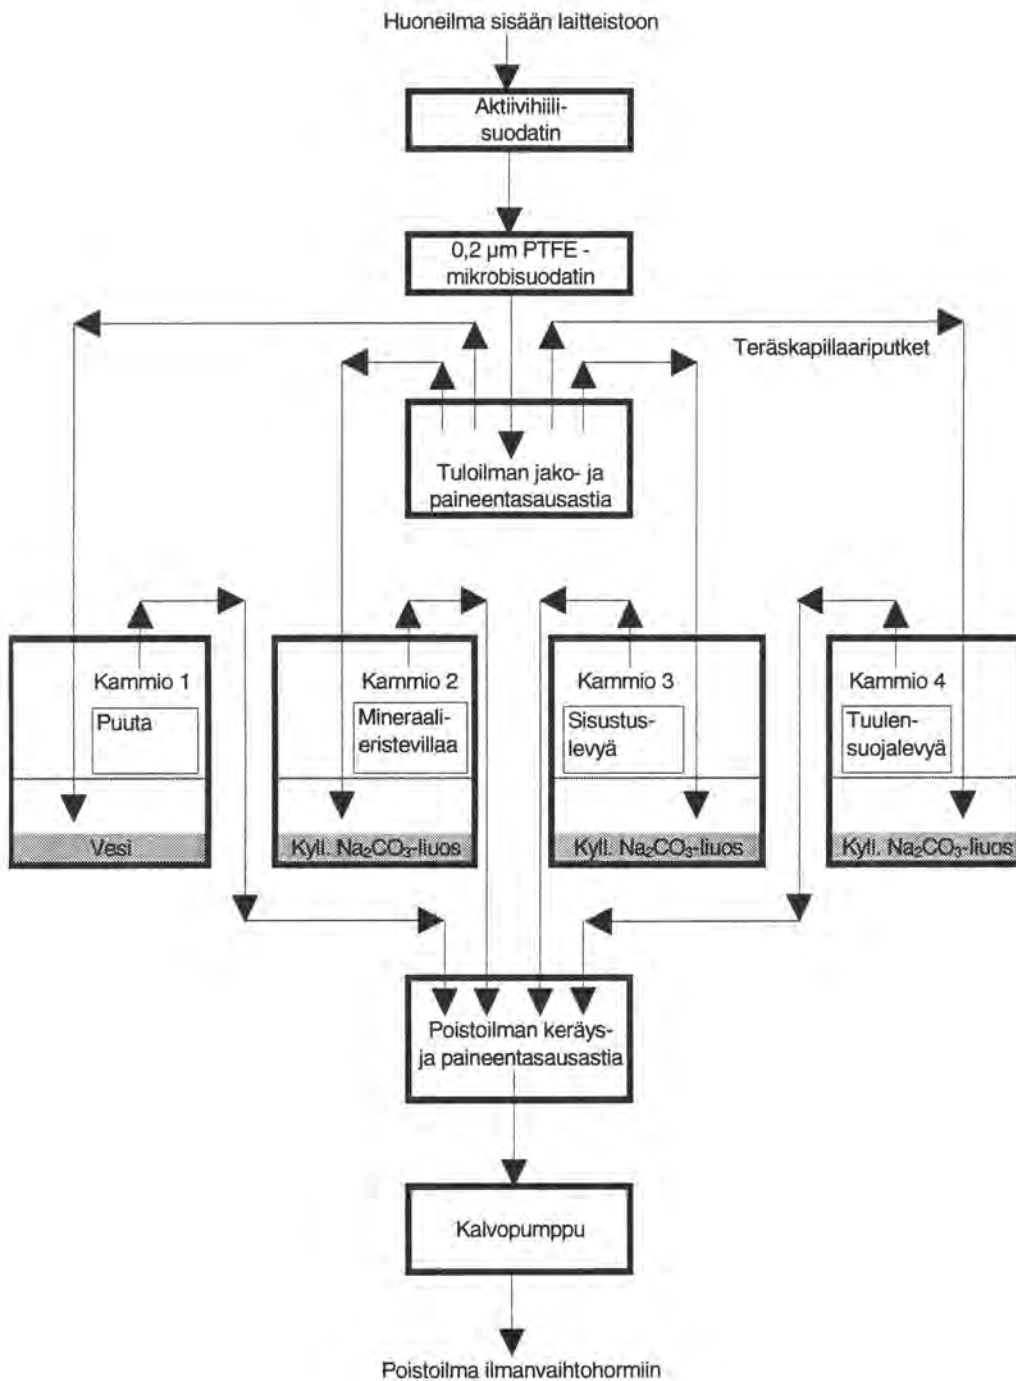 Huoneilma sisään laitteistoon
Aktiivihiili-
suodatin
0,2 µm PTFE -
mikrobisuodatin
Teräskapillaariputket
Tuloilman jako- ja
paineentasausastia
Kammio 1
Puuta
Vesi
Kammio 2
Mineraali-
eristevillaa
Kyll. Na₂CO₃-liuos
Kammio 3
Sisustus-
levyä
Kyll. Na₂CO₃-liuos
Kammio 4
Tuulen-
suojalevyä
Kyll. Na₂CO₃-liuos
Poistoilman keräys-
ja paineentasausastia
Kalvopumppu
Poistoilma ilmanvaihtohormiin